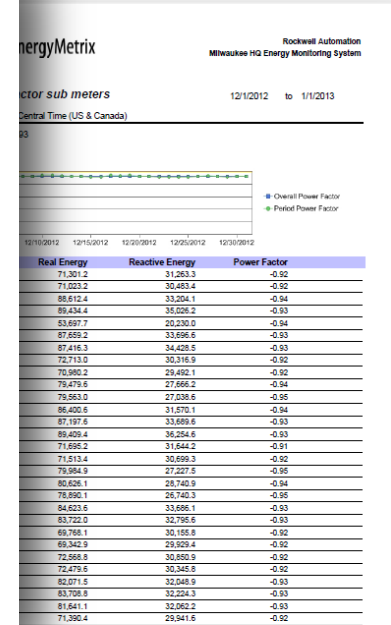 nergyMetrix
Rockwell Automation
Milwaukee HQ Energy Monitoring System
ctor sub meters
12/1/2012 to 1/1/2013
Central Time (US & Canada)
93
Overall Power Factor
Period Power Factor
12/10/2012 12/15/2012 12/20/2012 12/25/2012 12/30/2012
Real Energy Reactive Energy Power Factor
71,301.2 31,263.3 -0.92
71,023.2 30,483.4 -0.92
88,612.4 33,204.1 -0.94
89,434.4 35,026.2 -0.93
53,697.7 20,230.0 -0.94
87,659.2 33,696.6 -0.93
87,416.3 34,428.5 -0.93
72,713.0 30,316.9 -0.92
70,980.2 29,492.1 -0.92
79,479.6 27,666.2 -0.94
79,563.0 27,038.6 -0.95
86,400.6 31,570.1 -0.94
87,197.6 33,689.6 -0.93
89,409.4 36,254.6 -0.93
71,695.2 31,644.2 -0.91
71,513.4 30,699.3 -0.92
79,984.9 27,227.5 -0.95
80,626.1 28,740.9 -0.94
78,890.1 26,740.3 -0.95
84,623.6 33,686.1 -0.93
83,722.0 32,795.6 -0.93
69,768.1 30,155.8 -0.92
69,342.9 29,929.4 -0.92
72,568.8 30,850.9 -0.92
72,479.6 30,345.8 -0.92
82,071.5 32,048.9 -0.93
83,708.8 32,224.3 -0.93
81,641.1 32,062.2 -0.93
71,390.4 29,941.6 -0.92